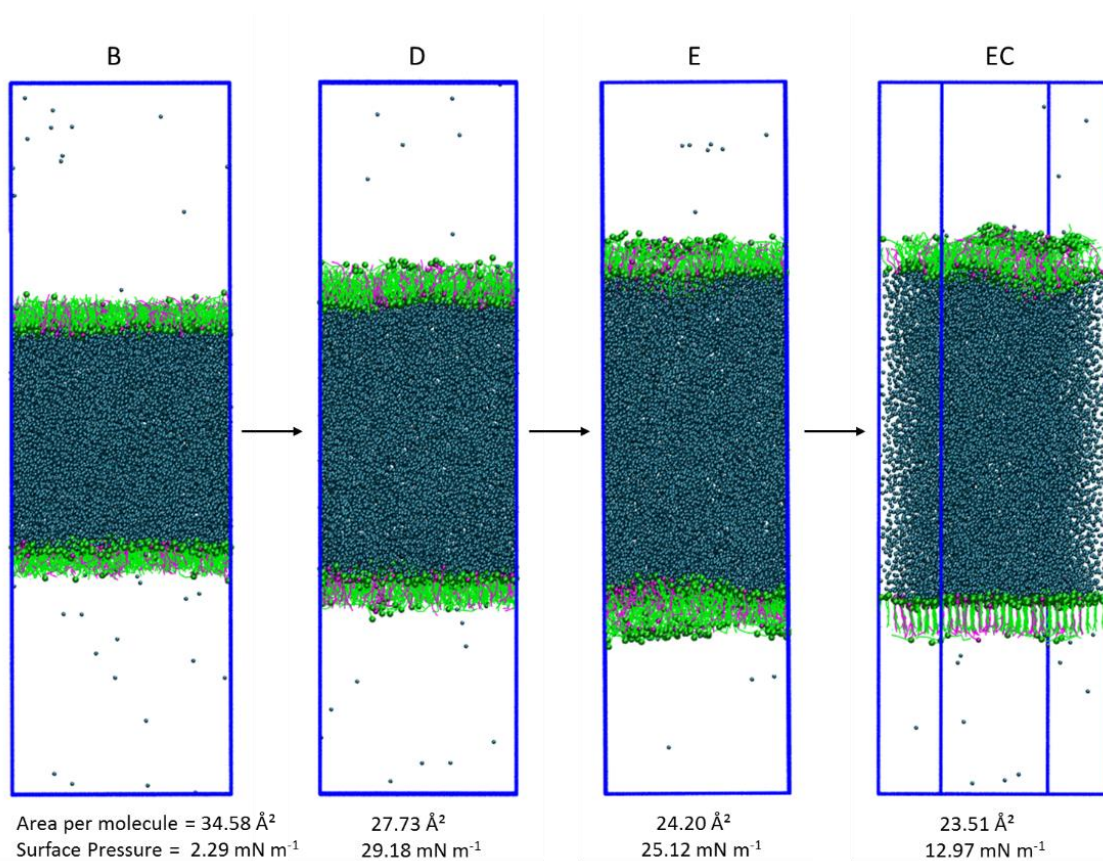 B D E EC
Area per molecule = 34.58 Å² 27.73 Å² 24.20 Å² 23.51 Å²
Surface Pressure = 2.29 mN m⁻¹ 29.18 mN m⁻¹ 25.12 mN m⁻¹ 12.97 mN m⁻¹